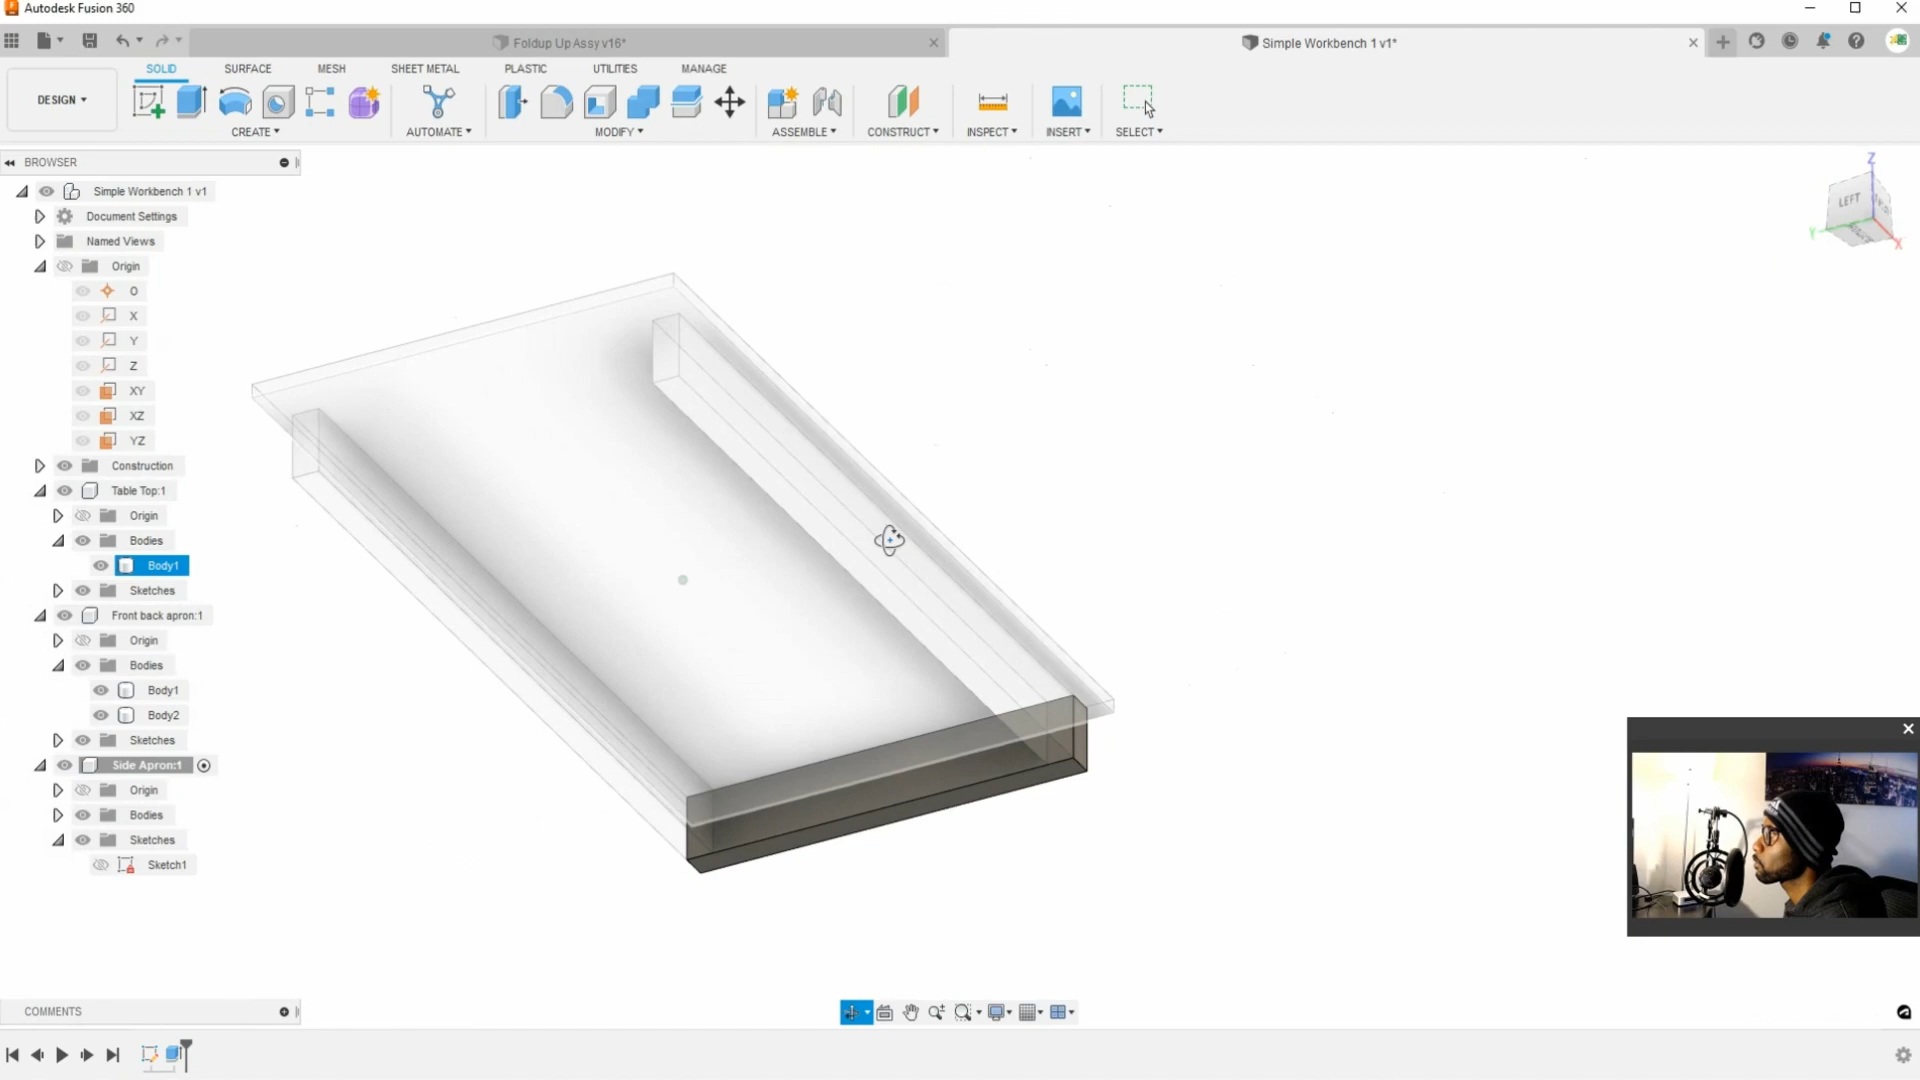 Autodesk Fusion 360
Foldup Up Assy v16*
Simple Workbench 1 v1*
DESIGN
SOLID
SURFACE
MESH
SHEET METAL
PLASTIC
UTILITIES
MANAGE
CREATE
AUTOMATE
MODIFY
ASSEMBLE
CONSTRUCT
INSPECT
INSERT
SELECT
BROWSER
Simple Workbench 1 v1
Document Settings
Named Views
Origin
O
X
Y
Z
XY
XZ
YZ
Construction
Table Top:1
Origin
Bodies
Body1
Sketches
Front back apron:1
Origin
Bodies
Body1
Body2
Sketches
Side Apron:1
Origin
Bodies
Sketches
Sketch1
Z
LEFT
Y
X
COMMENTS